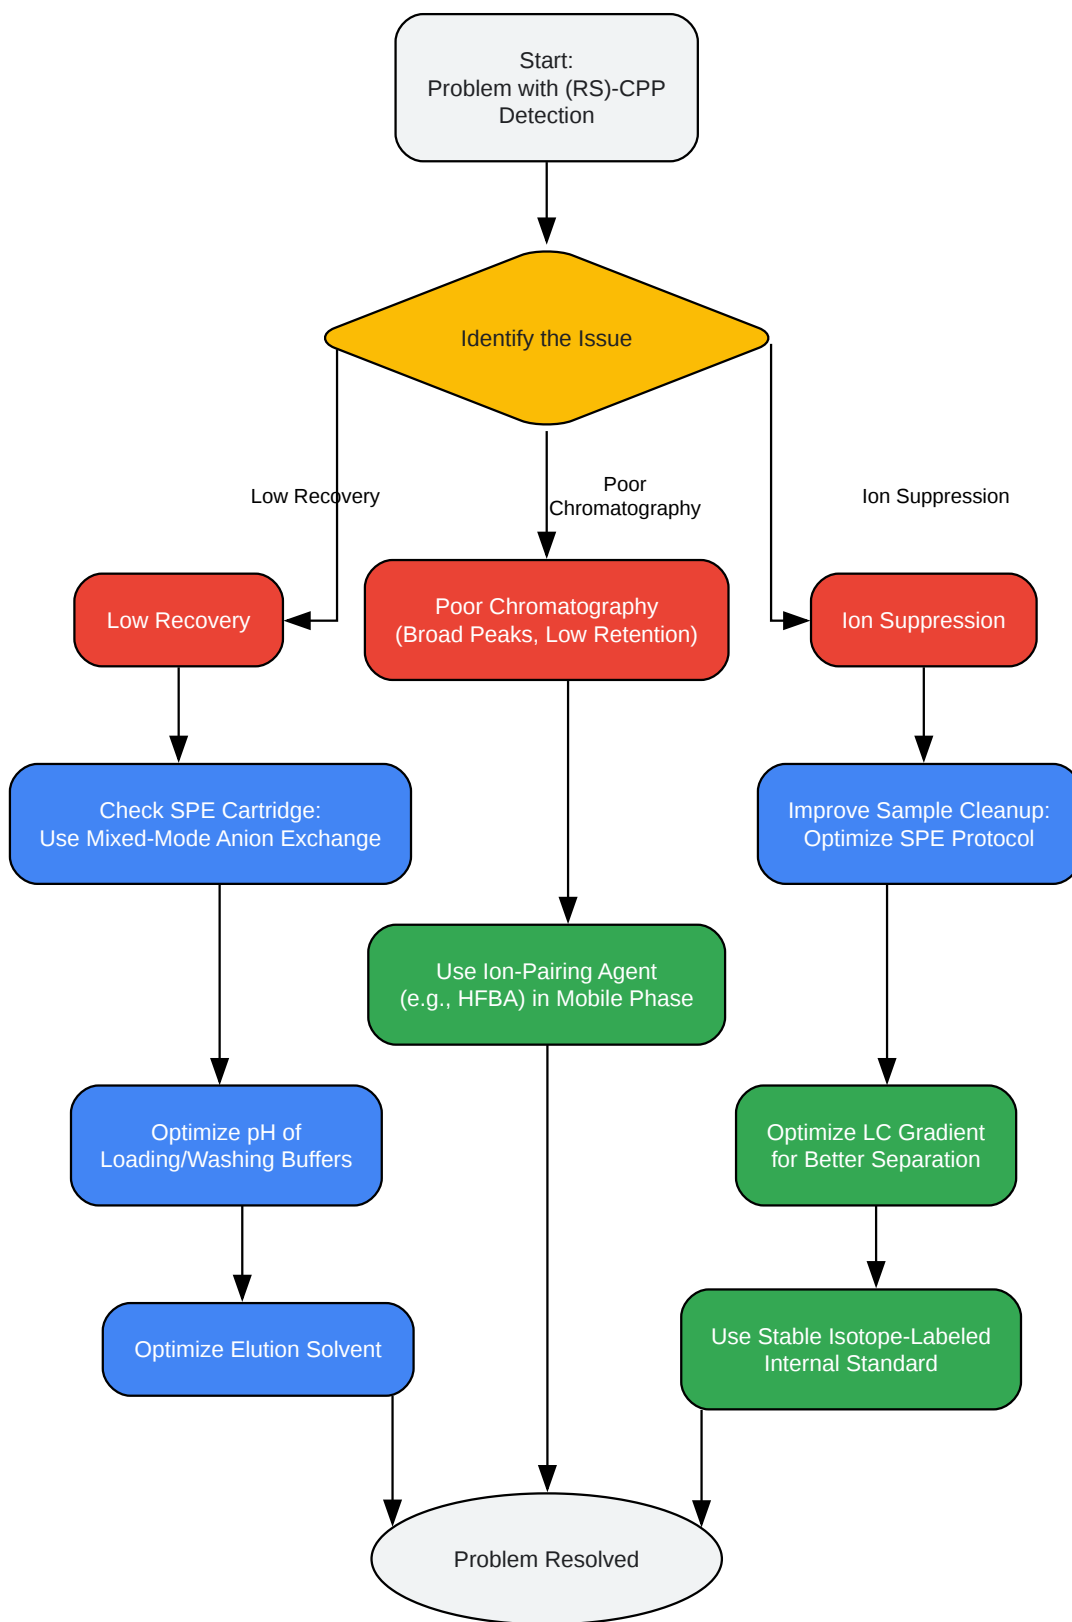 Start:
Problem with (RS)-CPP
Detection
Identify the Issue
Low Recovery
Poor
Chromatography
Ion Suppression
Low Recovery
Poor Chromatography
(Broad Peaks, Low Retention)
Ion Suppression
Check SPE Cartridge:
Use Mixed-Mode Anion Exchange
Improve Sample Cleanup:
Optimize SPE Protocol
Use Ion-Pairing Agent
(e.g., HFBA) in Mobile Phase
Optimize pH of
Loading/Washing Buffers
Optimize LC Gradient
for Better Separation
Optimize Elution Solvent
Use Stable Isotope-Labeled
Internal Standard
Problem Resolved